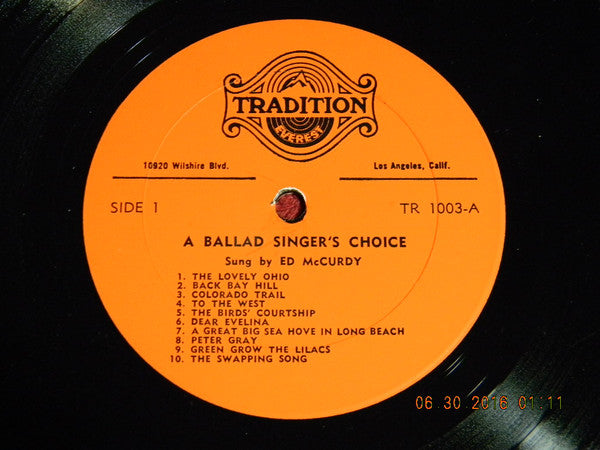 TRADITION
EVEREST
10920 Wilshire Blvd.
Los Angeles, Calif.
SIDE 1
TR 1003-A
A BALLAD SINGER'S CHOICE
Sung by ED McCURDY
1. THE LOVELY OHIO
2. BACK BAY HILL
3. COLORADO TRAIL
4. TO THE WEST
5. THE BIRDS' COURTSHIP
6. DEAR EVELINA
7. A GREAT BIG SEA HOVE IN LONG BEACH
8. PETER GRAY
9. GREEN GROW THE LILACS
10. THE SWAPPING SONG
06.30.2016 01:11